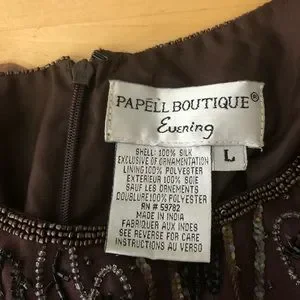 PAPELL BOUTIQUE®
Evening
L
SHELL: 100% SILK
EXCLUSIVE OF ORNAMENTATION
LINING 100% POLYESTER
EXTERIEUR 100% SOIE
SAUF LES ORNEMENTS
DOUBLURE 100% POLYESTER
RN # 59782
MADE IN INDIA
FABRIQUER AUX INDES
SEE REVERSE FOR CARE
INSTRUCTIONS AU VERSO